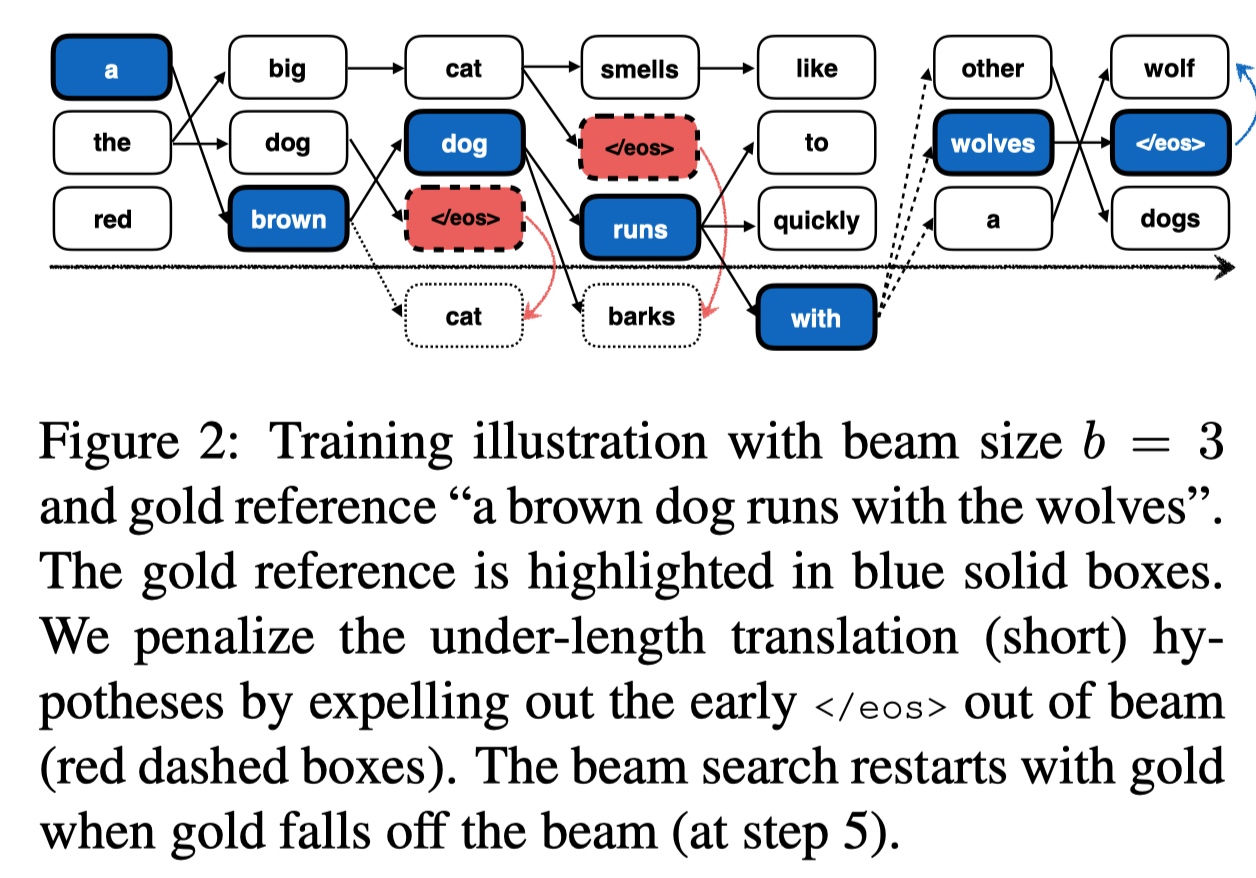 a big cat smells like other wolf
the dog dog </eos> to wolves </eos>
red brown </eos> runs quickly a dogs
cat barks with
Figure 2: Training illustration with beam size b = 3
and gold reference “a brown dog runs with the wolves”.
The gold reference is highlighted in blue solid boxes.
We penalize the under-length translation (short) hy-
potheses by expelling out the early </eos> out of beam
(red dashed boxes). The beam search restarts with gold
when gold falls off the beam (at step 5).